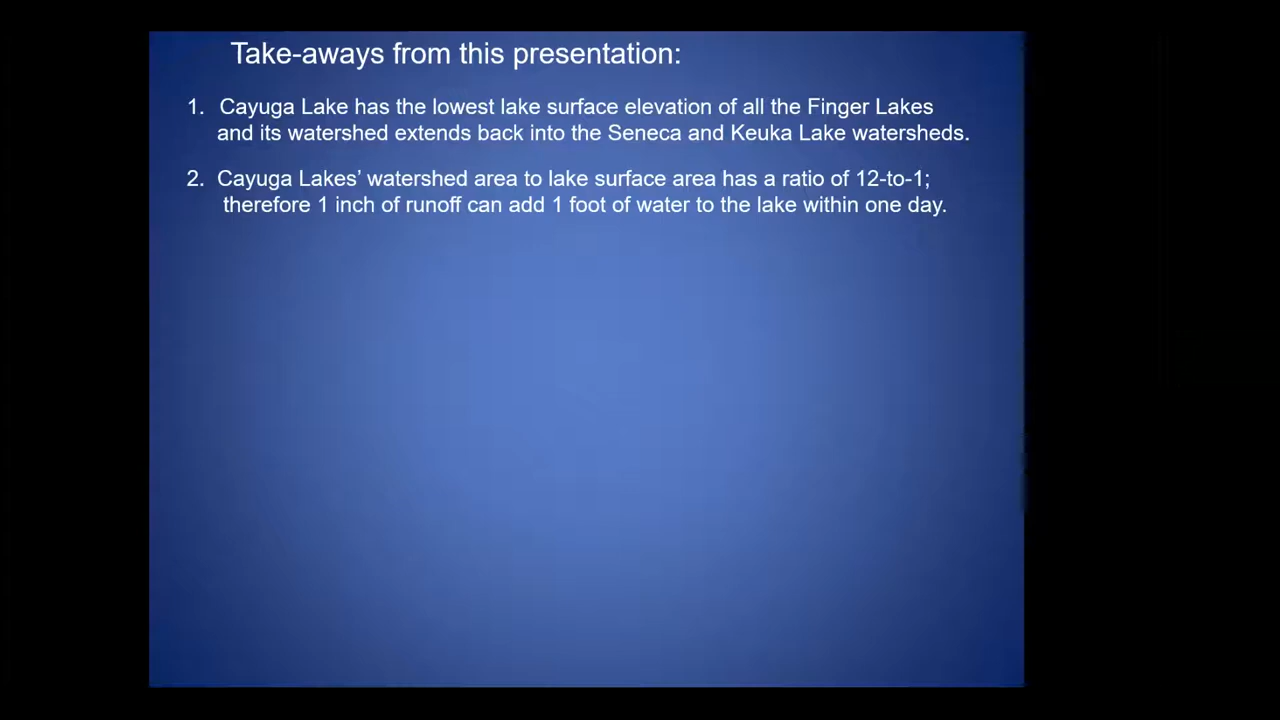 Take-aways from this presentation:
1. Cayuga Lake has the lowest lake surface elevation of all the Finger Lakes
and its watershed extends back into the Seneca and Keuka Lake watersheds.
2. Cayuga Lakes’ watershed area to lake surface area has a ratio of 12-to-1;
therefore 1 inch of runoff can add 1 foot of water to the lake within one day.